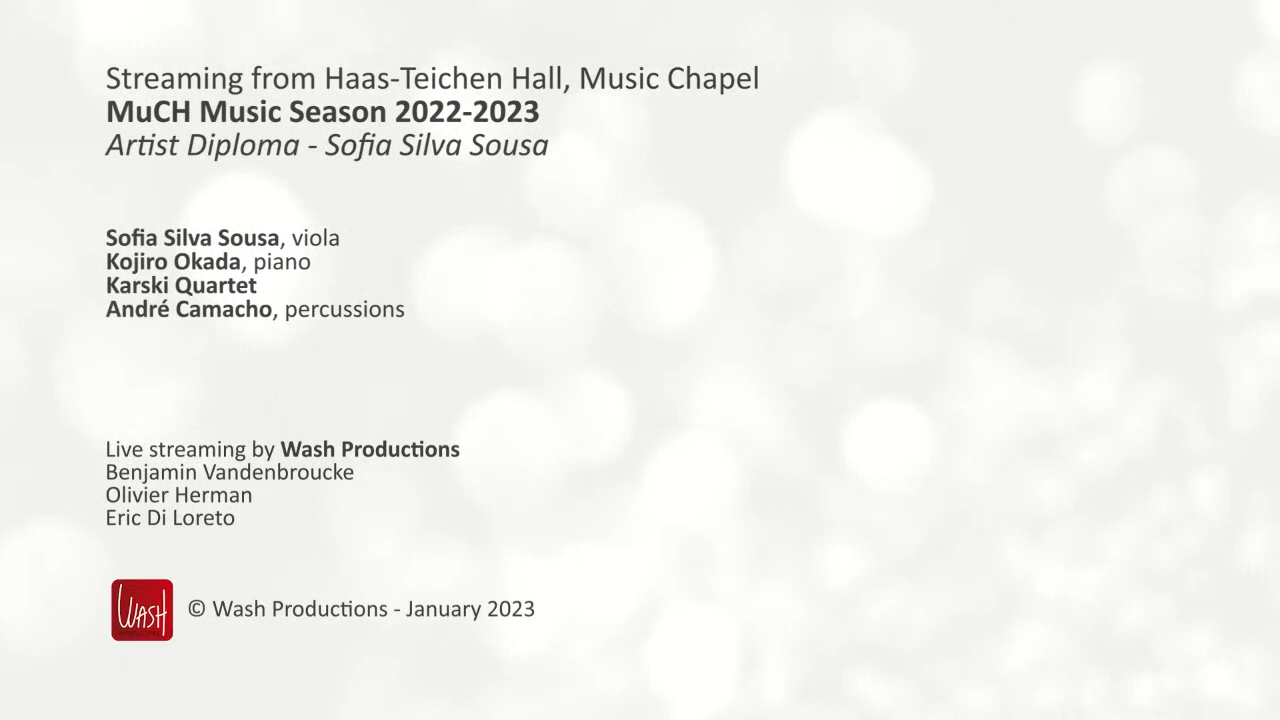 Streaming from Haas-Teichen Hall, Music Chapel
MuCH Music Season 2022-2023
Artist Diploma - Sofia Silva Sousa
Sofia Silva Sousa, viola
Kojiro Okada, piano
Karski Quartet
André Camacho, percussions
Live streaming by Wash Productions
Benjamin Vandenbroucke
Olivier Herman
Eric Di Loreto
WASH
© Wash Productions - January 2023